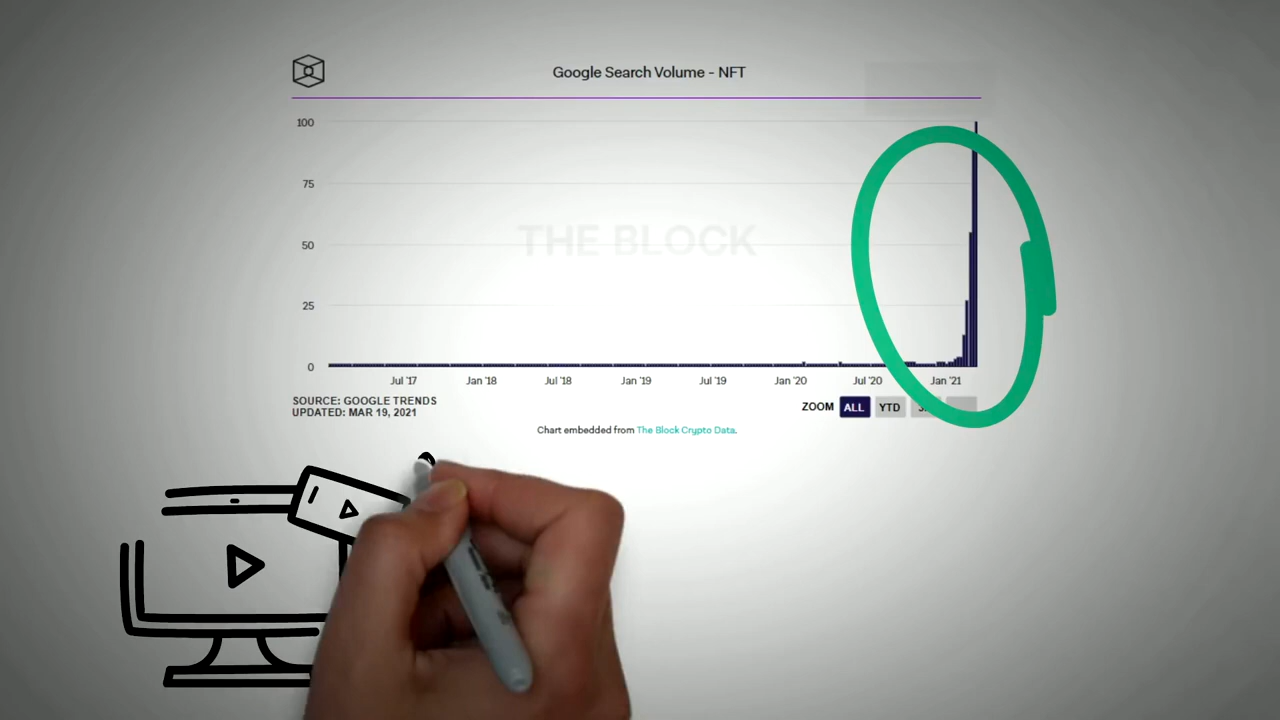 Google Search Volume - NFT
100
75
THE BLOCK
50
25
0
Jul '17
Jan '18
Jul '18
Jan '19
Jul '19
Jan '20
Jul '20
Jan '21
SOURCE: GOOGLE TRENDS
UPDATED: MAR 19, 2021
ZOOM ALL YTD
Chart embedded from The Block Crypto Data.